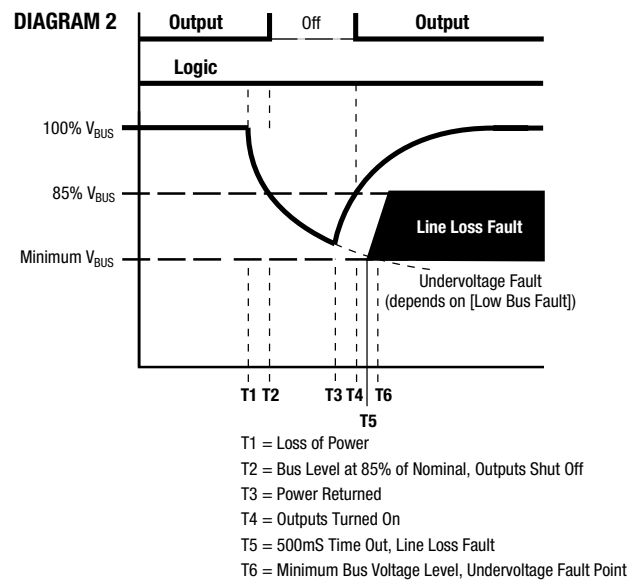 DIAGRAM 2
Output Off Output
Logic
100% VBUS
85% VBUS
Line Loss Fault
Minimum VBUS
Undervoltage Fault
(depends on [Low Bus Fault])
T1 T2 T3 T4 T6
T5
T1 = Loss of Power
T2 = Bus Level at 85% of Nominal, Outputs Shut Off
T3 = Power Returned
T4 = Outputs Turned On
T5 = 500mS Time Out, Line Loss Fault
T6 = Minimum Bus Voltage Level, Undervoltage Fault Point